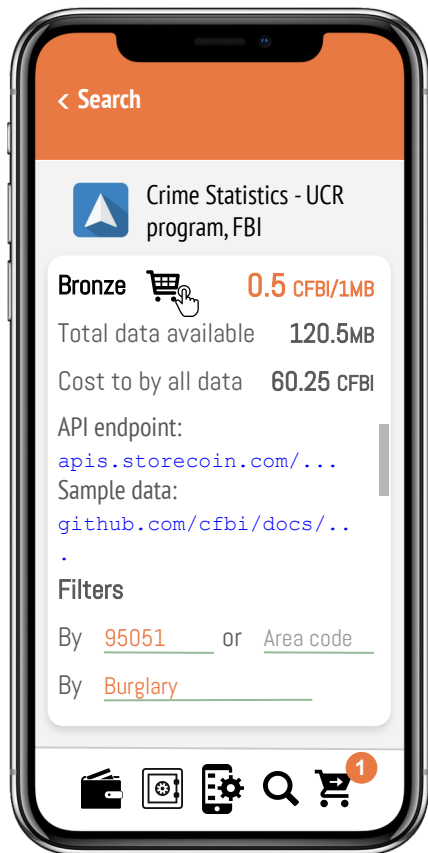 < Search
Crime Statistics - UCR
program, FBI
Bronze 0.5 CFBI/1MB
Total data available 120.5MB
Cost to by all data 60.25 CFBI
API endpoint:
apis.storecoin.com/...
Sample data:
github.com/cfbi/docs/..
.
Filters
By 95051 or Area code
By Burglary
1